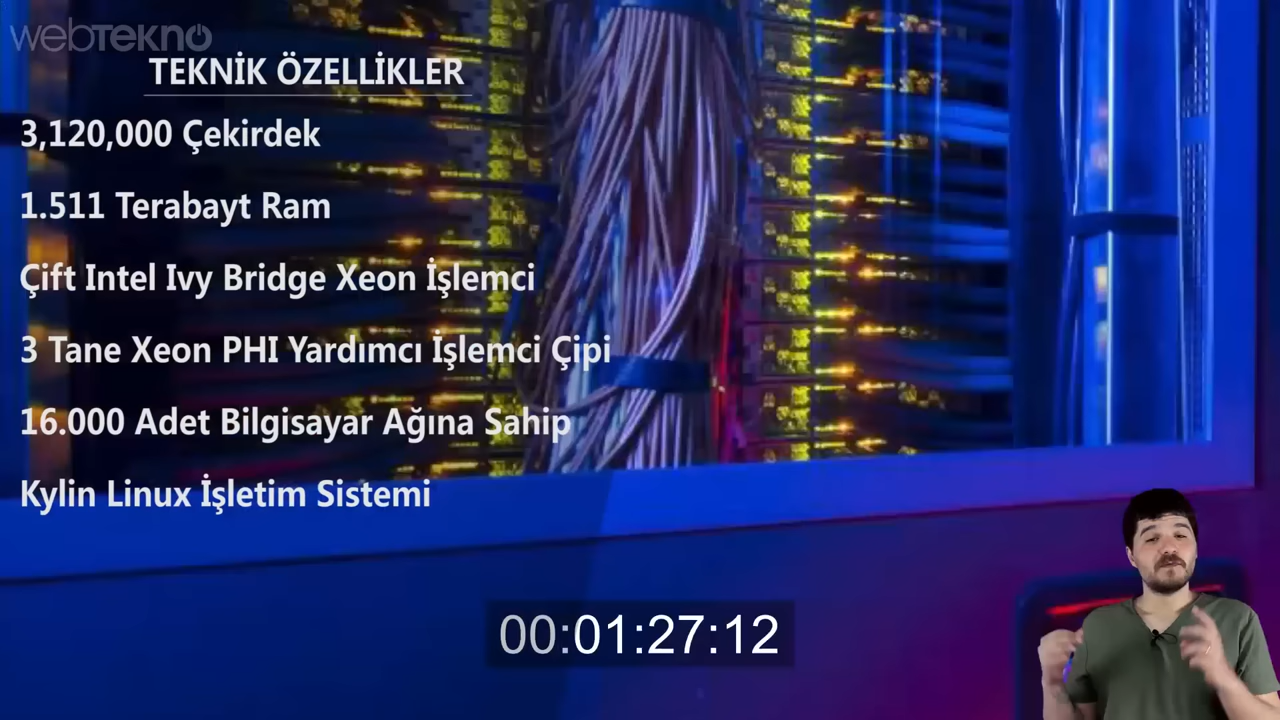 webtekno
TEKNİK ÖZELLİKLER
3,120,000 Çekirdek
1.511 Terabayt Ram
Çift Intel Ivy Bridge Xeon İşlemci
3 Tane Xeon PHI Yardımcı İşlemci Çipi
16.000 Adet Bilgisayar Ağına Sahip
Kylin Linux İşletim Sistemi
00:01:27:12